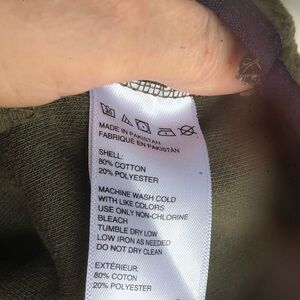 MADE IN PAKISTAN
FABRIQUÉ EN PAKISTAN
SHELL:
80% COTTON
20% POLYESTER
MACHINE WASH COLD
WITH LIKE COLORS
USE ONLY NON-CHLORINE
BLEACH
TUMBLE DRY LOW
LOW IRON AS NEEDED
DO NOT DRY CLEAN
EXTÉRIEUR:
80% COTON
20% POLYESTER